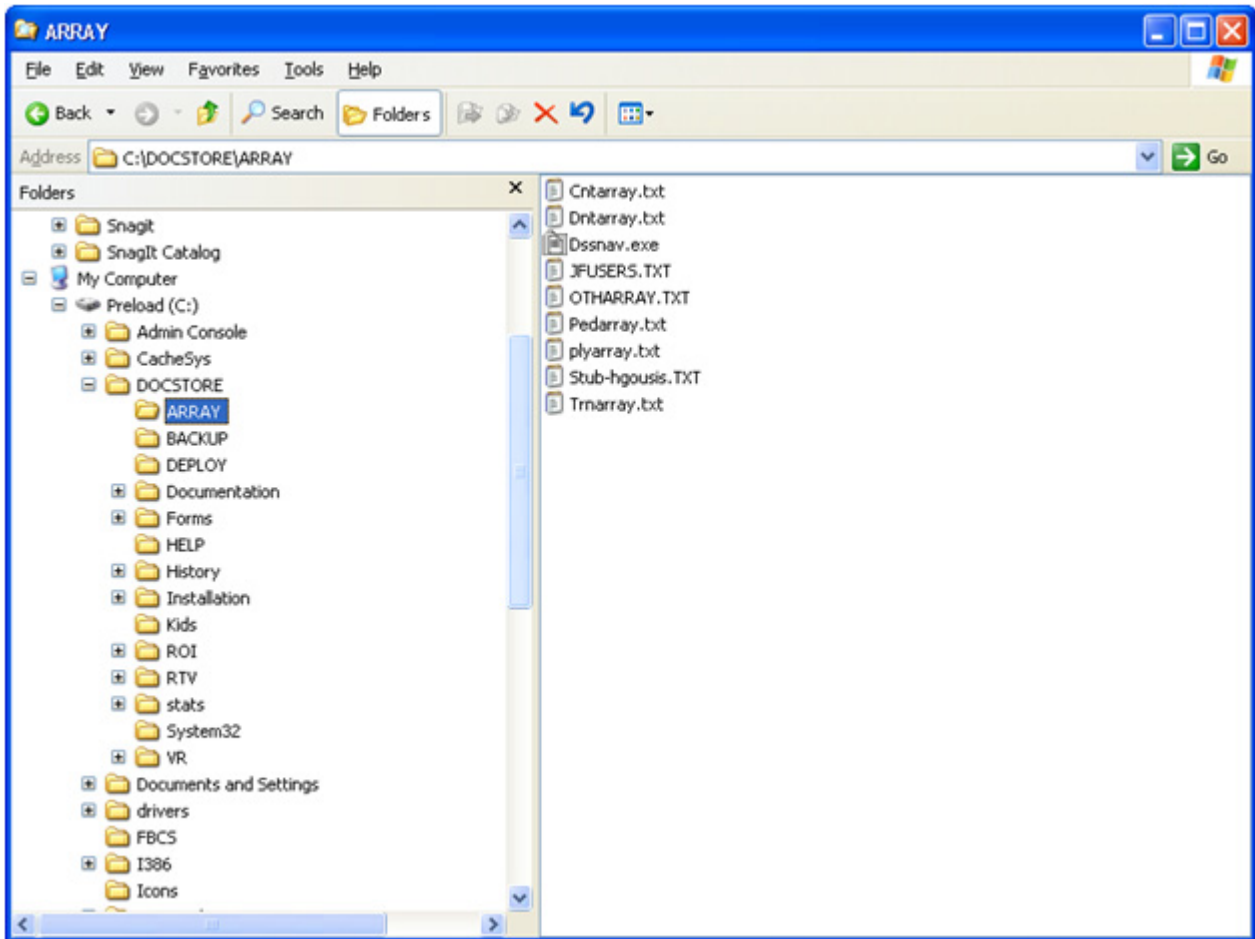 ARRAY
File Edit View Favorites Tools Help
Back Search Folders
Address C:\DOCSTORE\ARRAY Go
Folders
Snagit
SnagIt Catalog
My Computer
Preload (C:)
Admin Console
CacheSys
DOCSTORE
ARRAY
BACKUP
DEPLOY
Documentation
Forms
HELP
History
Installation
Kids
ROI
RTV
stats
System32
VR
Documents and Settings
drivers
FBCS
I386
Icons
Cntarray.txt
Dntarray.txt
Dssnav.exe
JFUSERS.TXT
OTHARRAY.TXT
Pedarray.txt
plyarray.txt
Stub-hgousis.TXT
Trnarray.txt